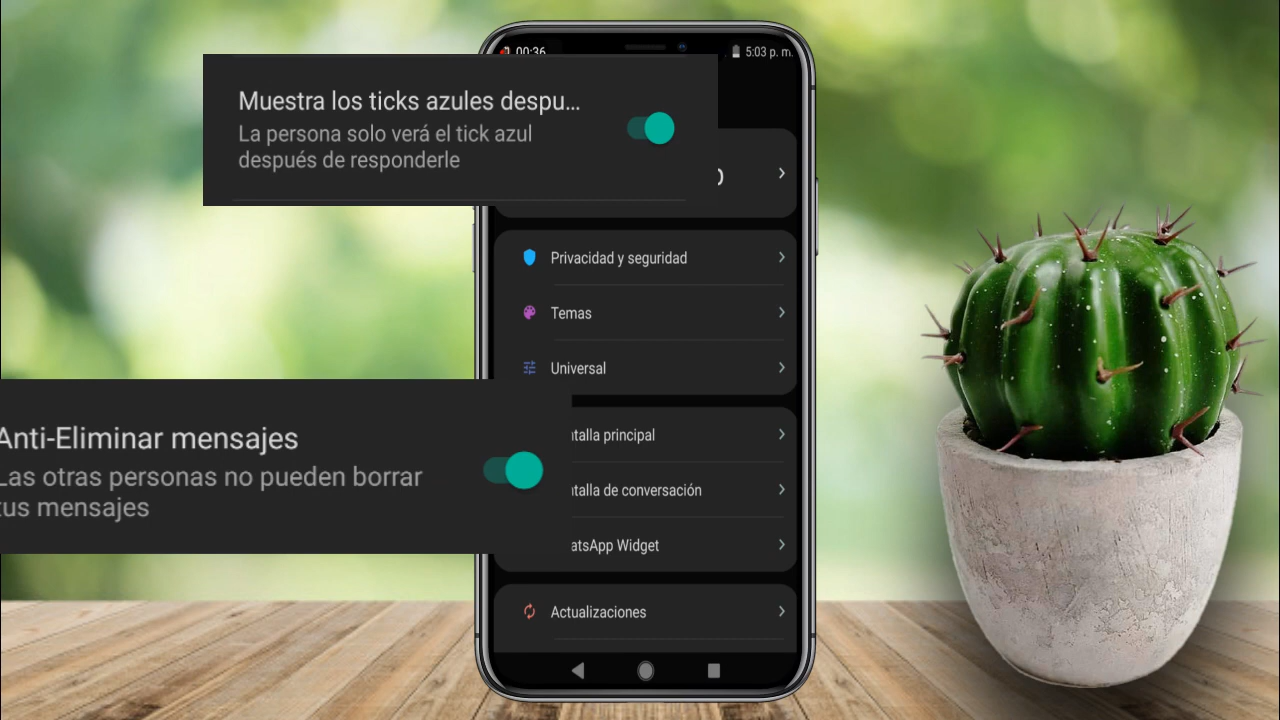 00:36
5:03 p. m.
Muestra los ticks azules despu...
La persona solo verá el tick azul
después de responderle
Privacidad y seguridad
Temas
Universal
Anti-Eliminar mensajes
Las otras personas no pueden borrar
tus mensajes
talla principal
talla de conversación
atsApp Widget
Actualizaciones